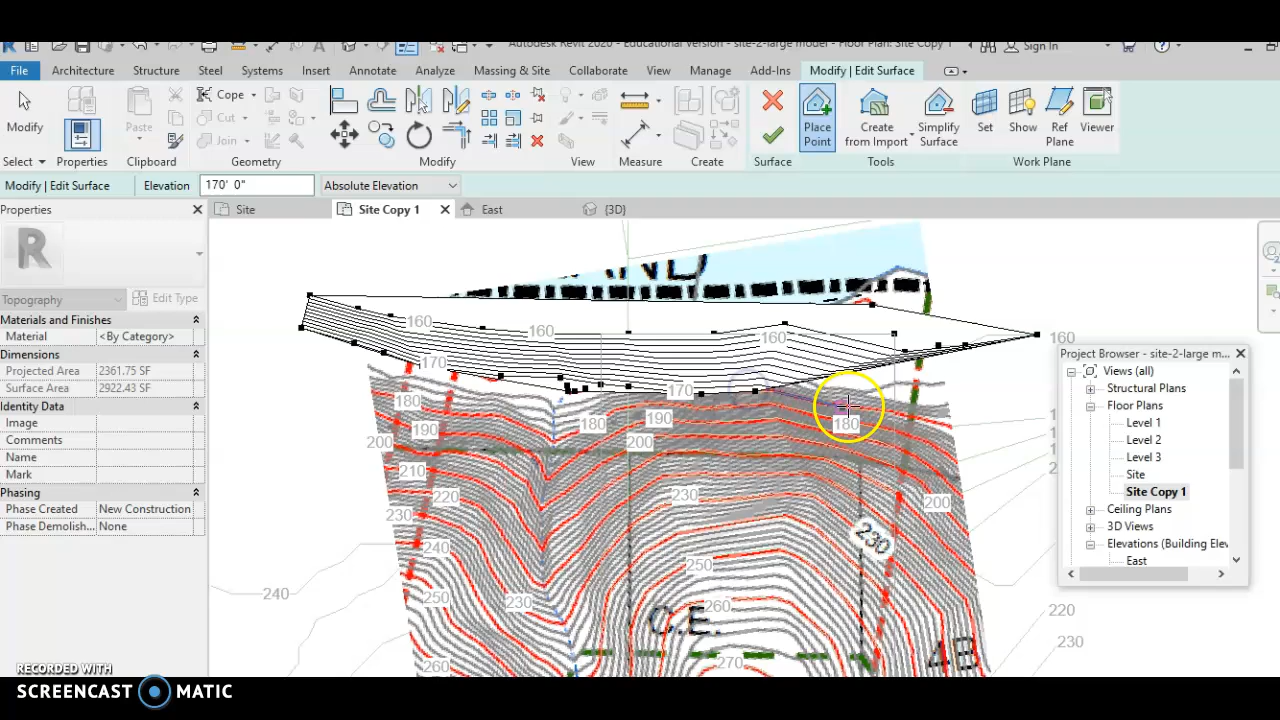 Autodesk Revit 2020 - Educational Version - site-2-large model - Floor Plan: Site Copy 1
Sign In
File Architecture Structure Steel Systems Insert Annotate Analyze Massing & Site Collaborate View Manage Add-Ins Modify | Edit Surface
Modify
Paste
Cope
Cut
Join
Place Point
Create from Import
Simplify Surface
Set
Show
Ref Plane
Viewer
Select Properties Clipboard Geometry Modify View Measure Create Surface Tools Work Plane
Modify | Edit Surface Elevation 170' 0" Absolute Elevation
Properties
Site
Site Copy 1
East
{3D}
R
Topography
Edit Type
Materials and Finishes
Material <By Category>
Dimensions
Projected Area 2361.75 SF
Surface Area 2922.43 SF
Identity Data
Image
Comments
Name
Mark
Phasing
Phase Created New Construction
Phase Demolish... None
160 160 160 160
170 170
180 180 180
190 190
200 200 200
210
220
230 230 230 230
240 240
250 250
260 260
270
C.E.
220
230
Project Browser - site-2-large m...
Views (all)
Structural Plans
Floor Plans
Level 1
Level 2
Level 3
Site
Site Copy 1
Ceiling Plans
3D Views
Elevations (Building Elev
East
RECORDED WITH
SCREENCAST MATIC